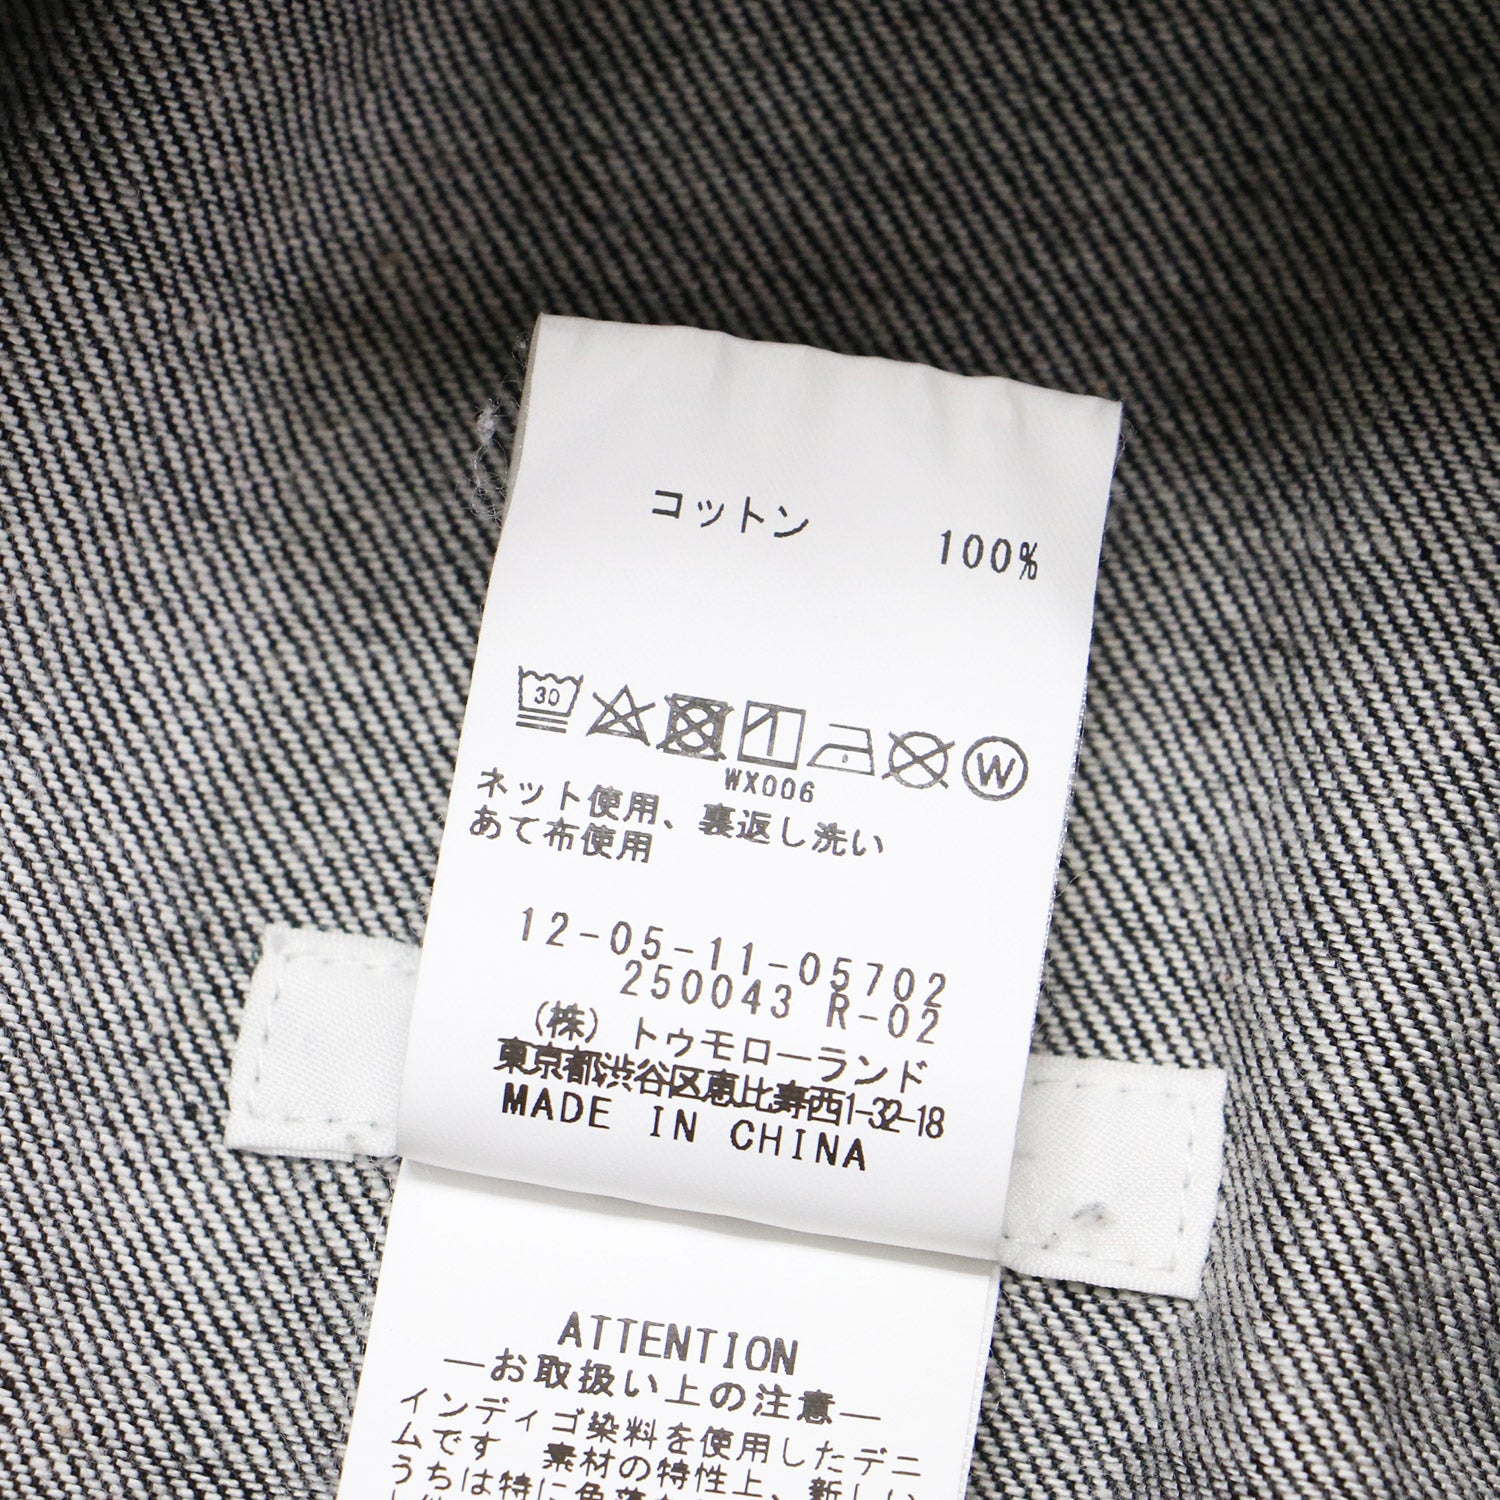 コットン 100%
30
W
WX006
ネット使用、裏返し洗い
あて布使用
12-05-11-05702
250043 R-02
(株)トゥモローランド
東京都渋谷区恵比寿西1-32-18
MADE IN CHINA
ATTENTION
―お取扱い上の注意―
インディゴ染料を使用したデニ
ムです 素材の特性上、新しい
うちは特に色落